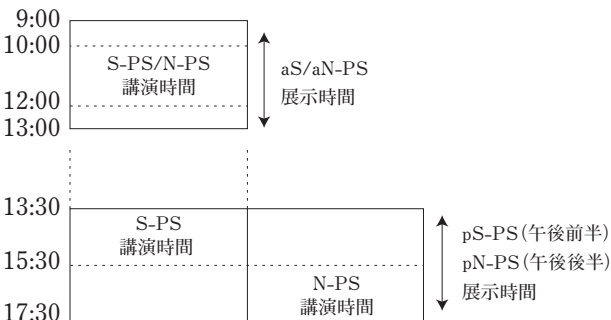 9:00
10:00
S-PS/N-PS
講演時間
aS/aN-PS
展示時間
12:00
13:00
13:30
S-PS
講演時間
pS-PS(午後前半)
pN-PS(午後後半)
展示時間
15:30
N-PS
講演時間
17:30